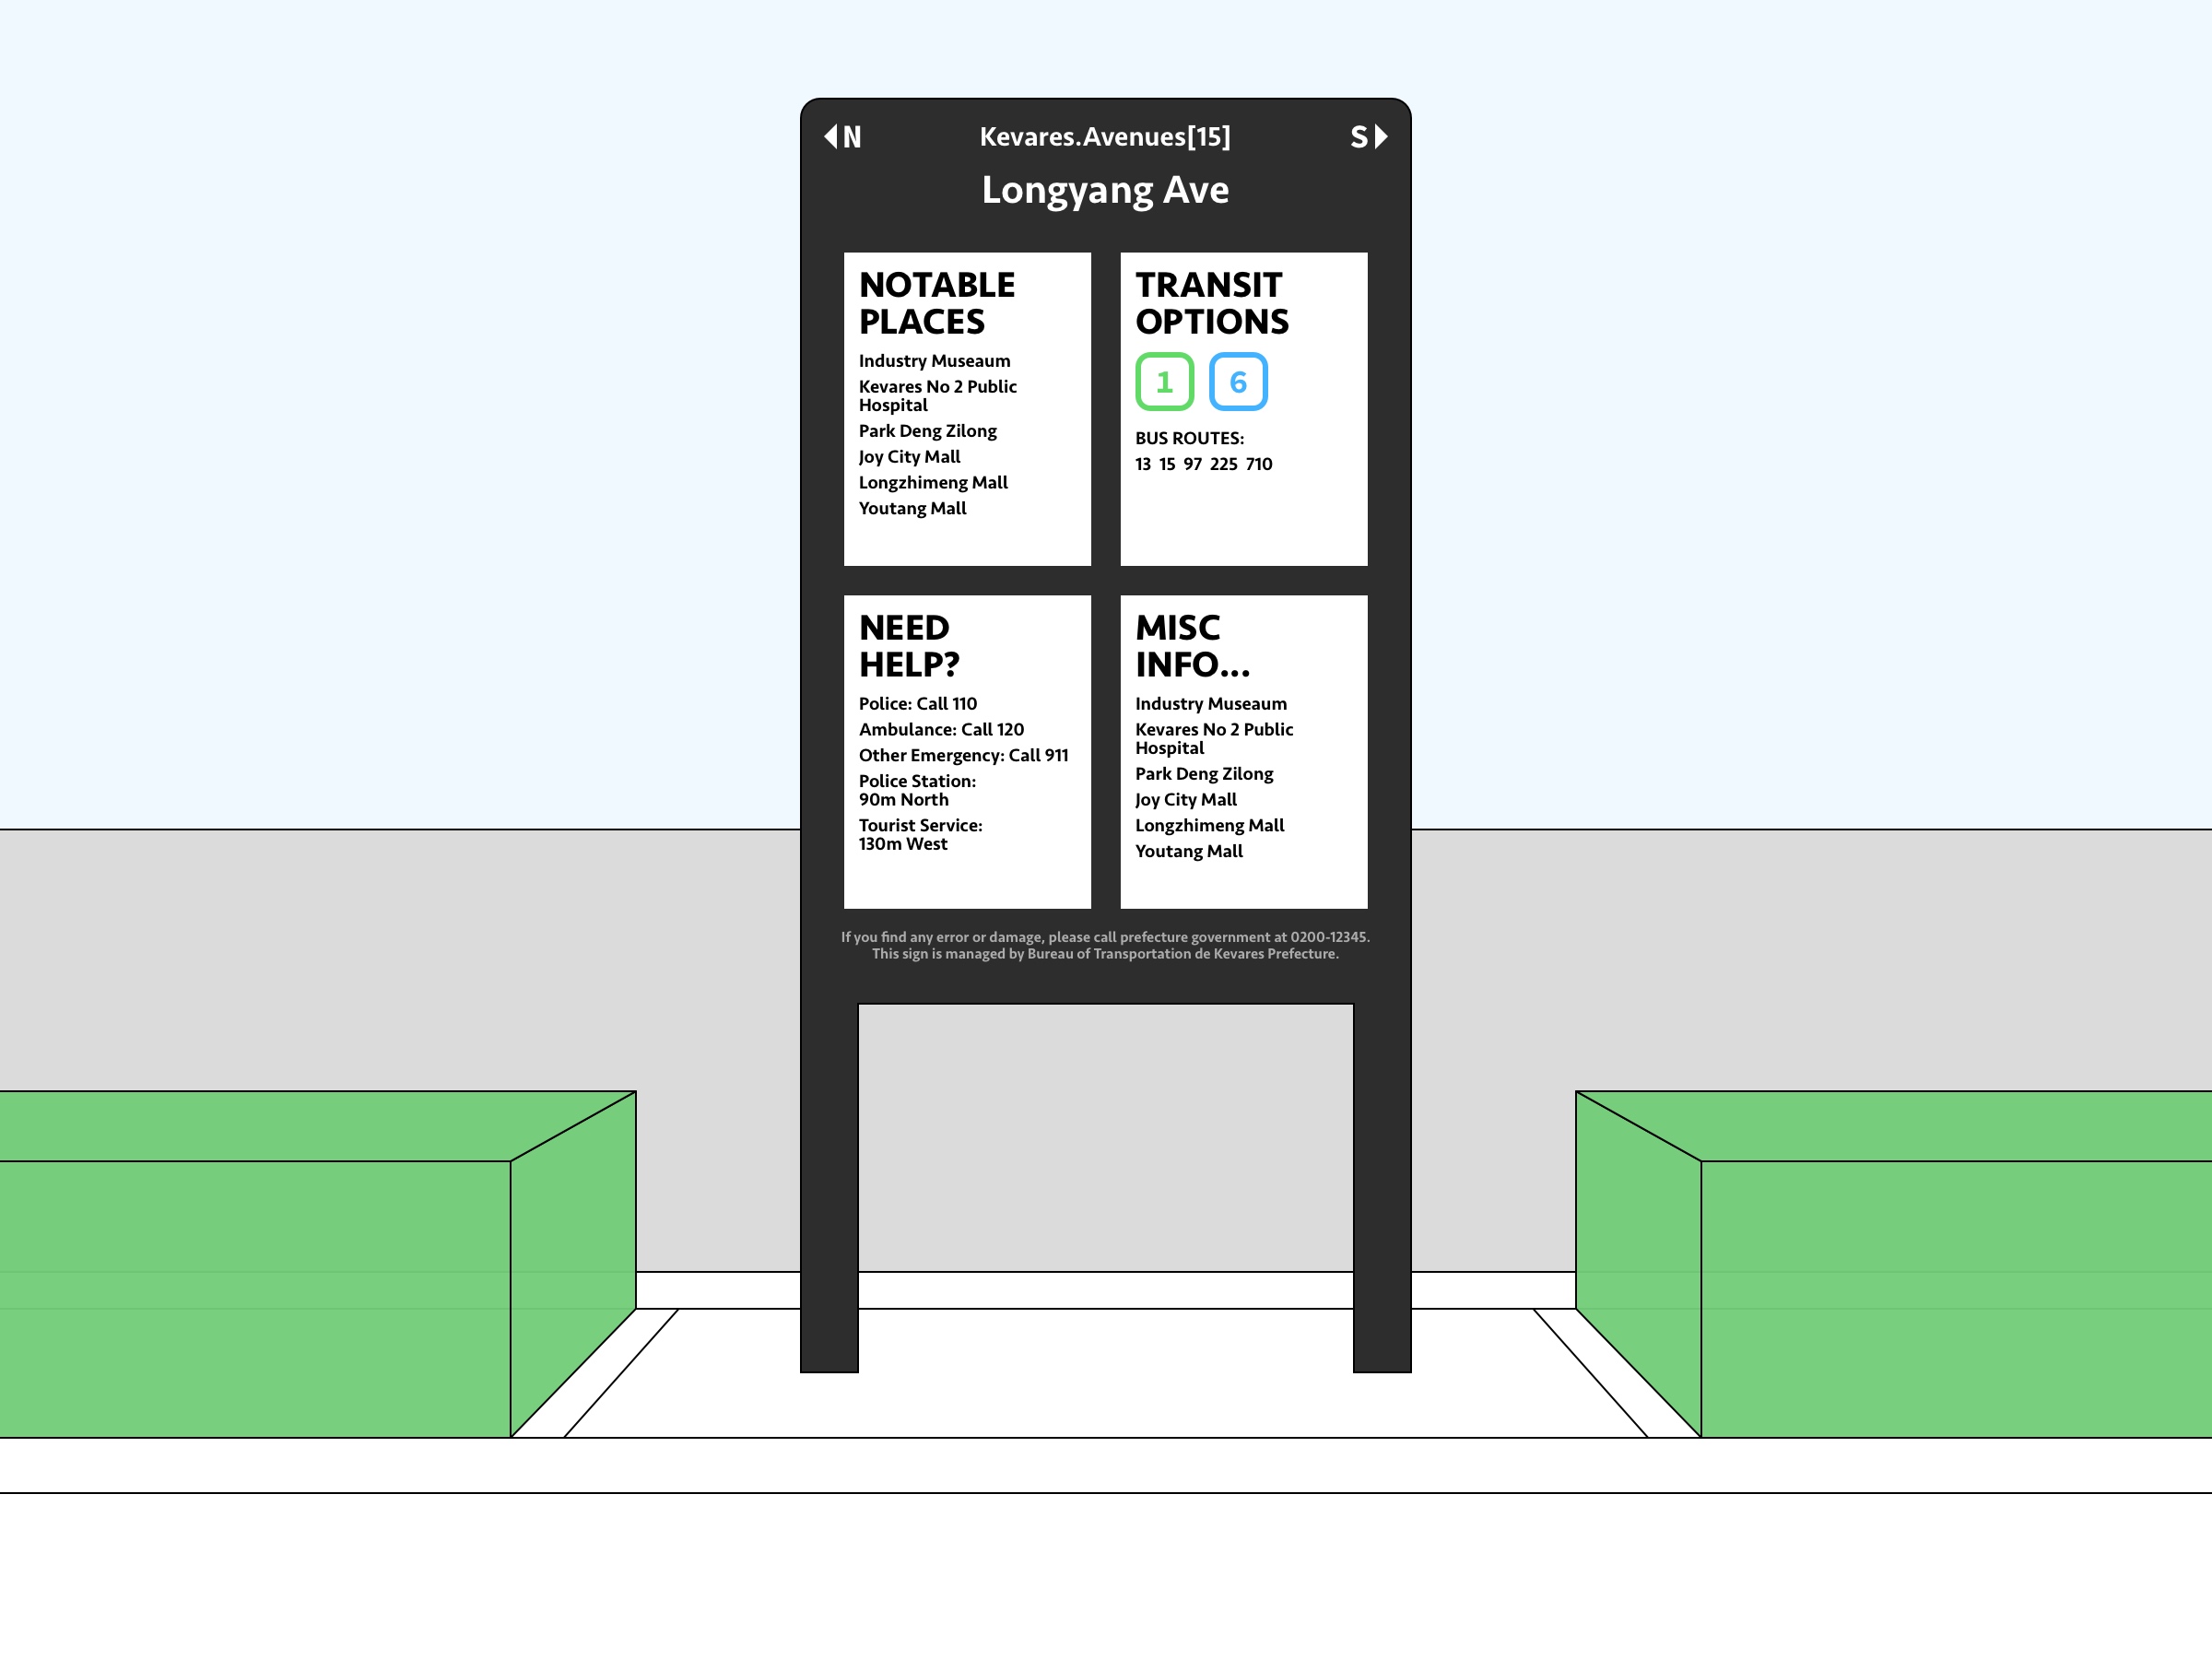 N
Kevares.Avenues[15]
S
Longyang Ave
NOTABLE
PLACES
Industry Museaum
Kevares No 2 Public
Hospital
Park Deng Zilong
Joy City Mall
Longzhimeng Mall
Youtang Mall
TRANSIT
OPTIONS
1 6
BUS ROUTES:
13 15 97 225 710
NEED
HELP?
Police: Call 110
Ambulance: Call 120
Other Emergency: Call 911
Police Station:
90m North
Tourist Service:
130m West
MISC
INFO...
Industry Museaum
Kevares No 2 Public
Hospital
Park Deng Zilong
Joy City Mall
Longzhimeng Mall
Youtang Mall
If you find any error or damage, please call prefecture government at 0200-12345.
This sign is managed by Bureau of Transportation de Kevares Prefecture.